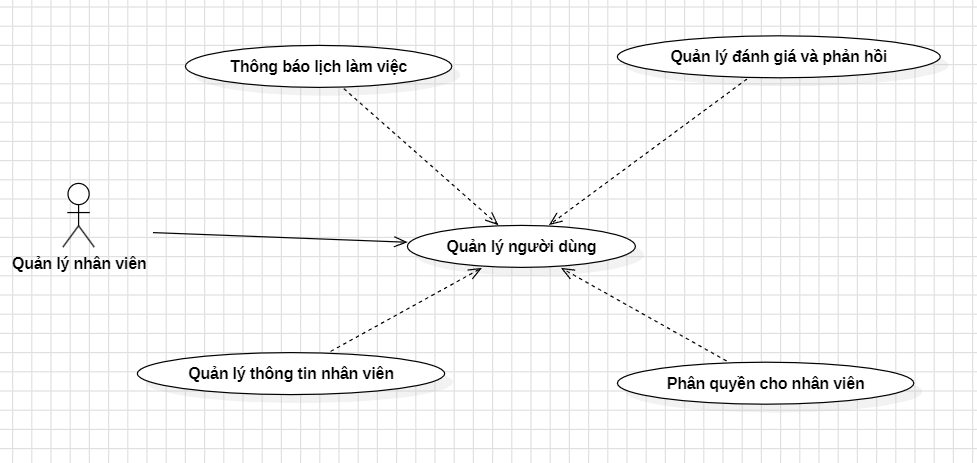 Thông báo lịch làm việc
Quản lý đánh giá và phản hồi
Quản lý người dùng
Quản lý nhân viên
Quản lý thông tin nhân viên
Phân quyền cho nhân viên